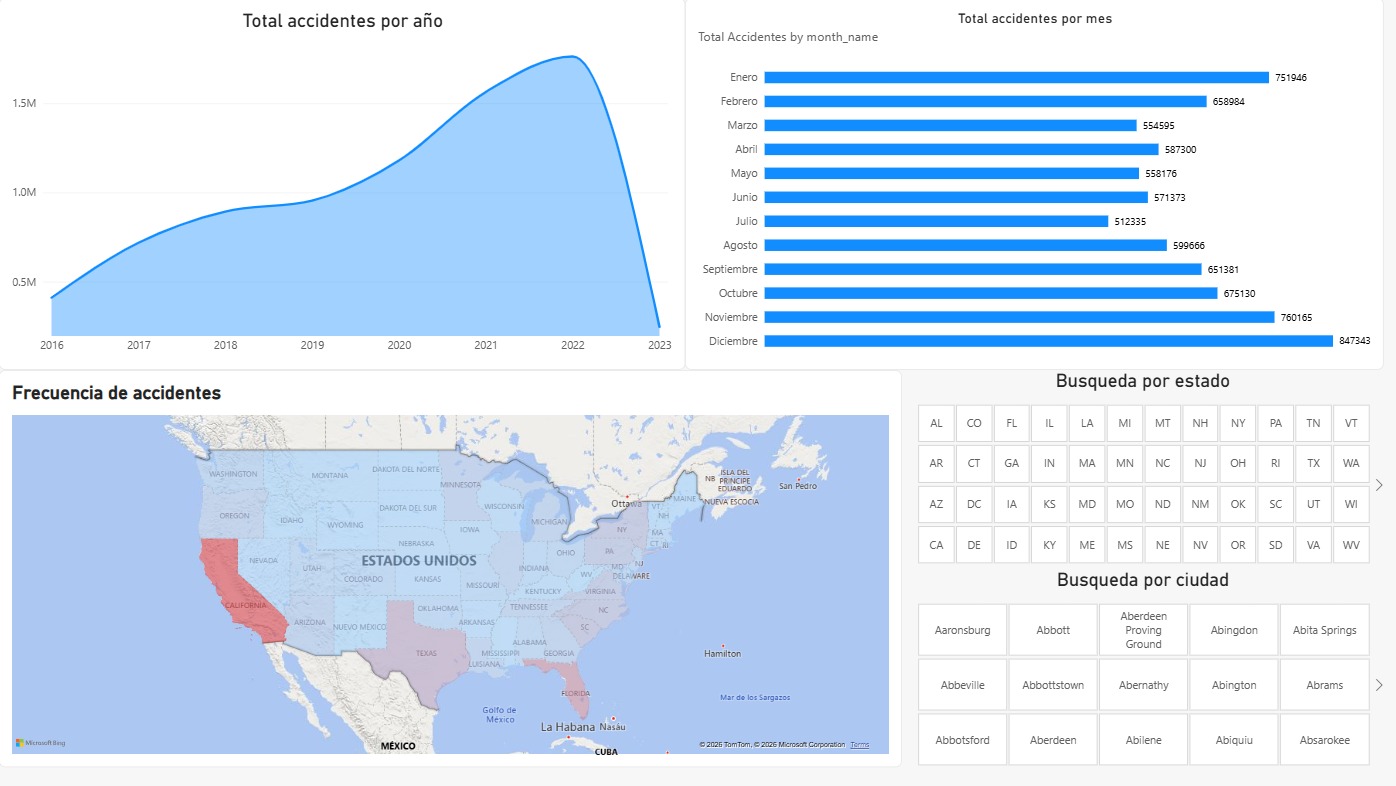 Total accidentes por año
1.5M
1.0M
0.5M
2016 2017 2018 2019 2020 2021 2022 2023
Total accidentes por mes
Total Accidentes by month_name
Enero 751946
Febrero 658984
Marzo 554595
Abril 587300
Mayo 558176
Junio 571373
Julio 512335
Agosto 599666
Septiembre 651381
Octubre 675130
Noviembre 760165
Diciembre 847343
Frecuencia de accidentes
WASHINGTON
MONTANA
DAKOTA DEL NORTE
MINNESOTA
OREGON
IDAHO
WYOMING
DAKOTA DEL SUR
WISCONSIN
MICHIGAN
Ottawa
VT
NH
MAINE
NB
ISLA DEL
PRÍNCIPE
EDUARDO
NUEVA ESCOCIA
San Pedro
IOWA
NY
MA
CT
RI
NEVADA
UTAH
NEBRASKA
ESTADOS UNIDOS
COLORADO
KANSAS
MISSOURI
INDIANA
OHIO
PA
NJ
MD
DELAWARE
WV
VIRGINIA
KENTUCKY
CALIFORNIA
ARIZONA
NUEVO MÉXICO
OKLAHOMA
ARKANSAS
TENNESSEE
NC
SC
TEXAS
LUISIANA
MISSISSIPPI
ALABAMA
GEORGIA
FLORIDA
Hamilton
Mar de los Sargazos
Golfo de
México
La Habana
Nasáu
MÉXICO
CUBA
Microsoft Bing
© 2026 TomTom, © 2026 Microsoft Corporation Terms
Busqueda por estado
AL CO FL IL LA MI MT NH NY PA TN VT
AR CT GA IN MA MN NC NJ OH RI TX WA
AZ DC IA KS MD MO ND NM OK SC UT WI
CA DE ID KY ME MS NE NV OR SD VA WV
Busqueda por ciudad
Aaronsburg
Abbott
Aberdeen
Proving
Ground
Abingdon
Abita Springs
Abbeville
Abbottstown
Abernathy
Abington
Abrams
Abbotsford
Aberdeen
Abilene
Abiquiu
Absarokee